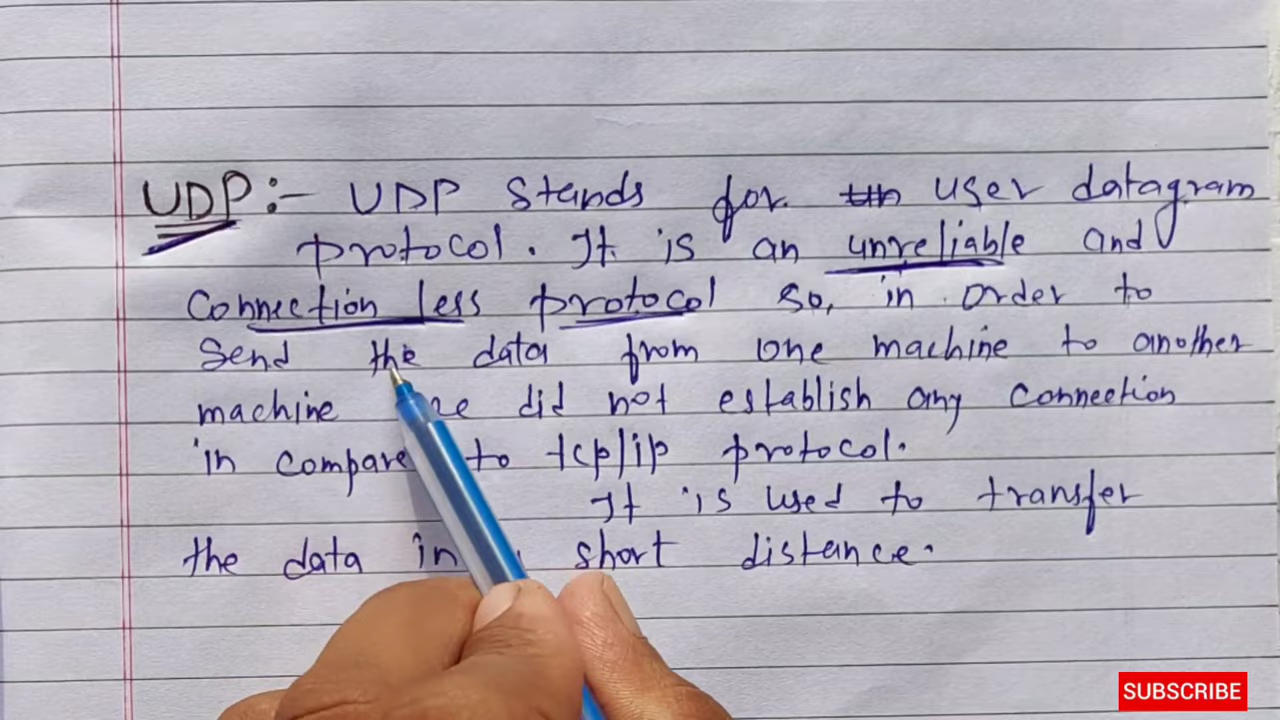 UDP:- UDP stands for user datagram
protocol. It is an unreliable and
Connection less protocol so, in order to
Send the data from one machine to another
machine did not establish any connection
in compare to tcp/ip protocol.
It is used to transfer
the data in short distance.
SUBSCRIBE